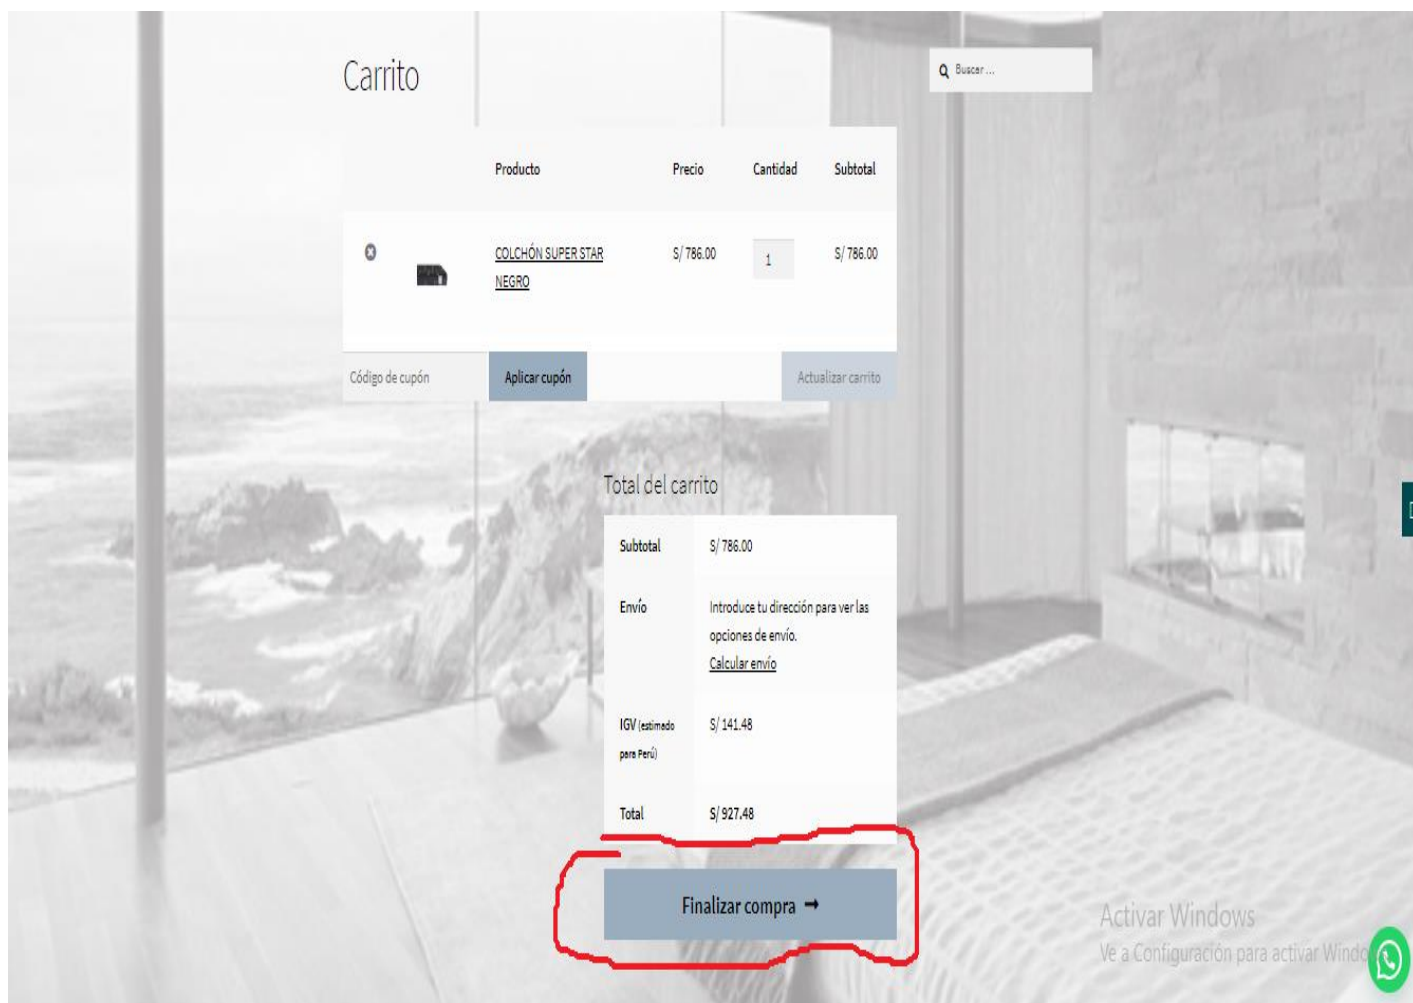 Carrito
Buscar ...
Producto Precio Cantidad Subtotal
COLCHÓN SUPER STAR S/ 786.00 1 S/ 786.00
NEGRO
Código de cupón Aplicar cupón Actualizar carrito
Total del carrito
Subtotal S/ 786.00
Envío Introduce tu dirección para ver las
opciones de envío.
Calcular envío
IGV (estimado S/ 141.48
para Perú)
Total S/ 927.48
Finalizar compra →
Activar Windows
Ve a Configuración para activar